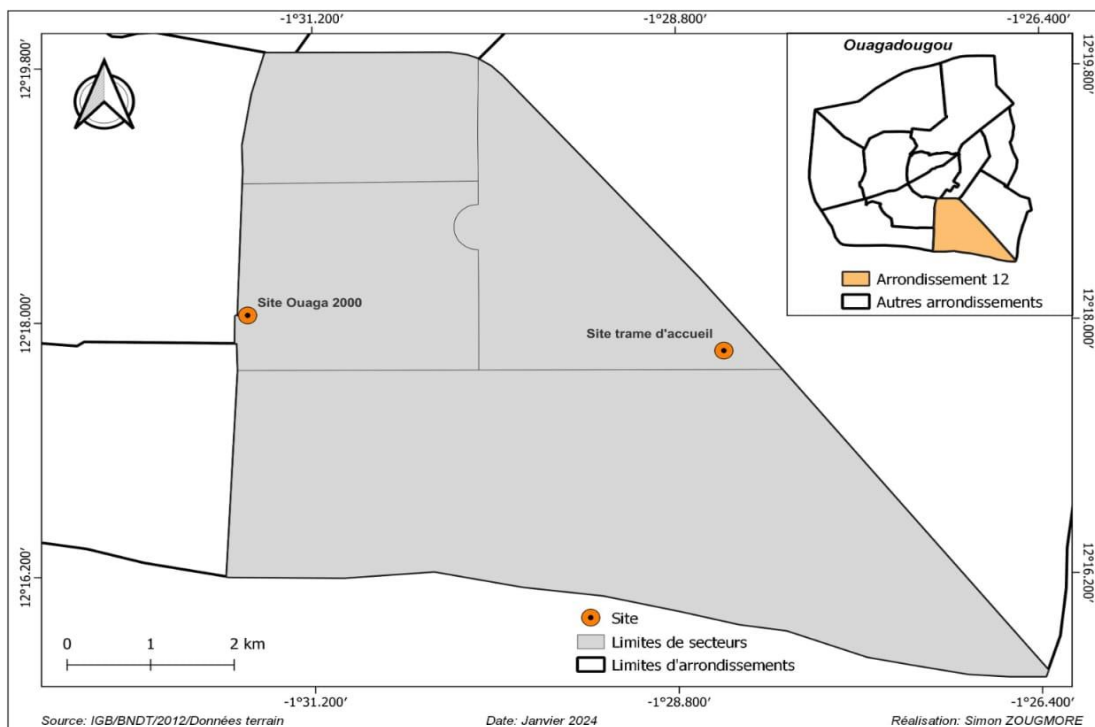 -1°31.200′ -1°28.800′ -1°26.400′
12°19.800′ 12°19.800′
Ouagadougou
Arrondissement 12
Autres arrondissements
Site Ouaga 2000
12°18.000′ 12°18.000′
Site trame d'accueil
12°16.200′ 12°16.200′
Site
Limites de secteurs
Limites d'arrondissements
0 1 2 km
-1°31.200′ -1°28.800′ -1°26.400′
Source: IGB/BNDT/2012/Données terrain Date: Janvier 2024 Réalisation: Simon ZOUGMORE